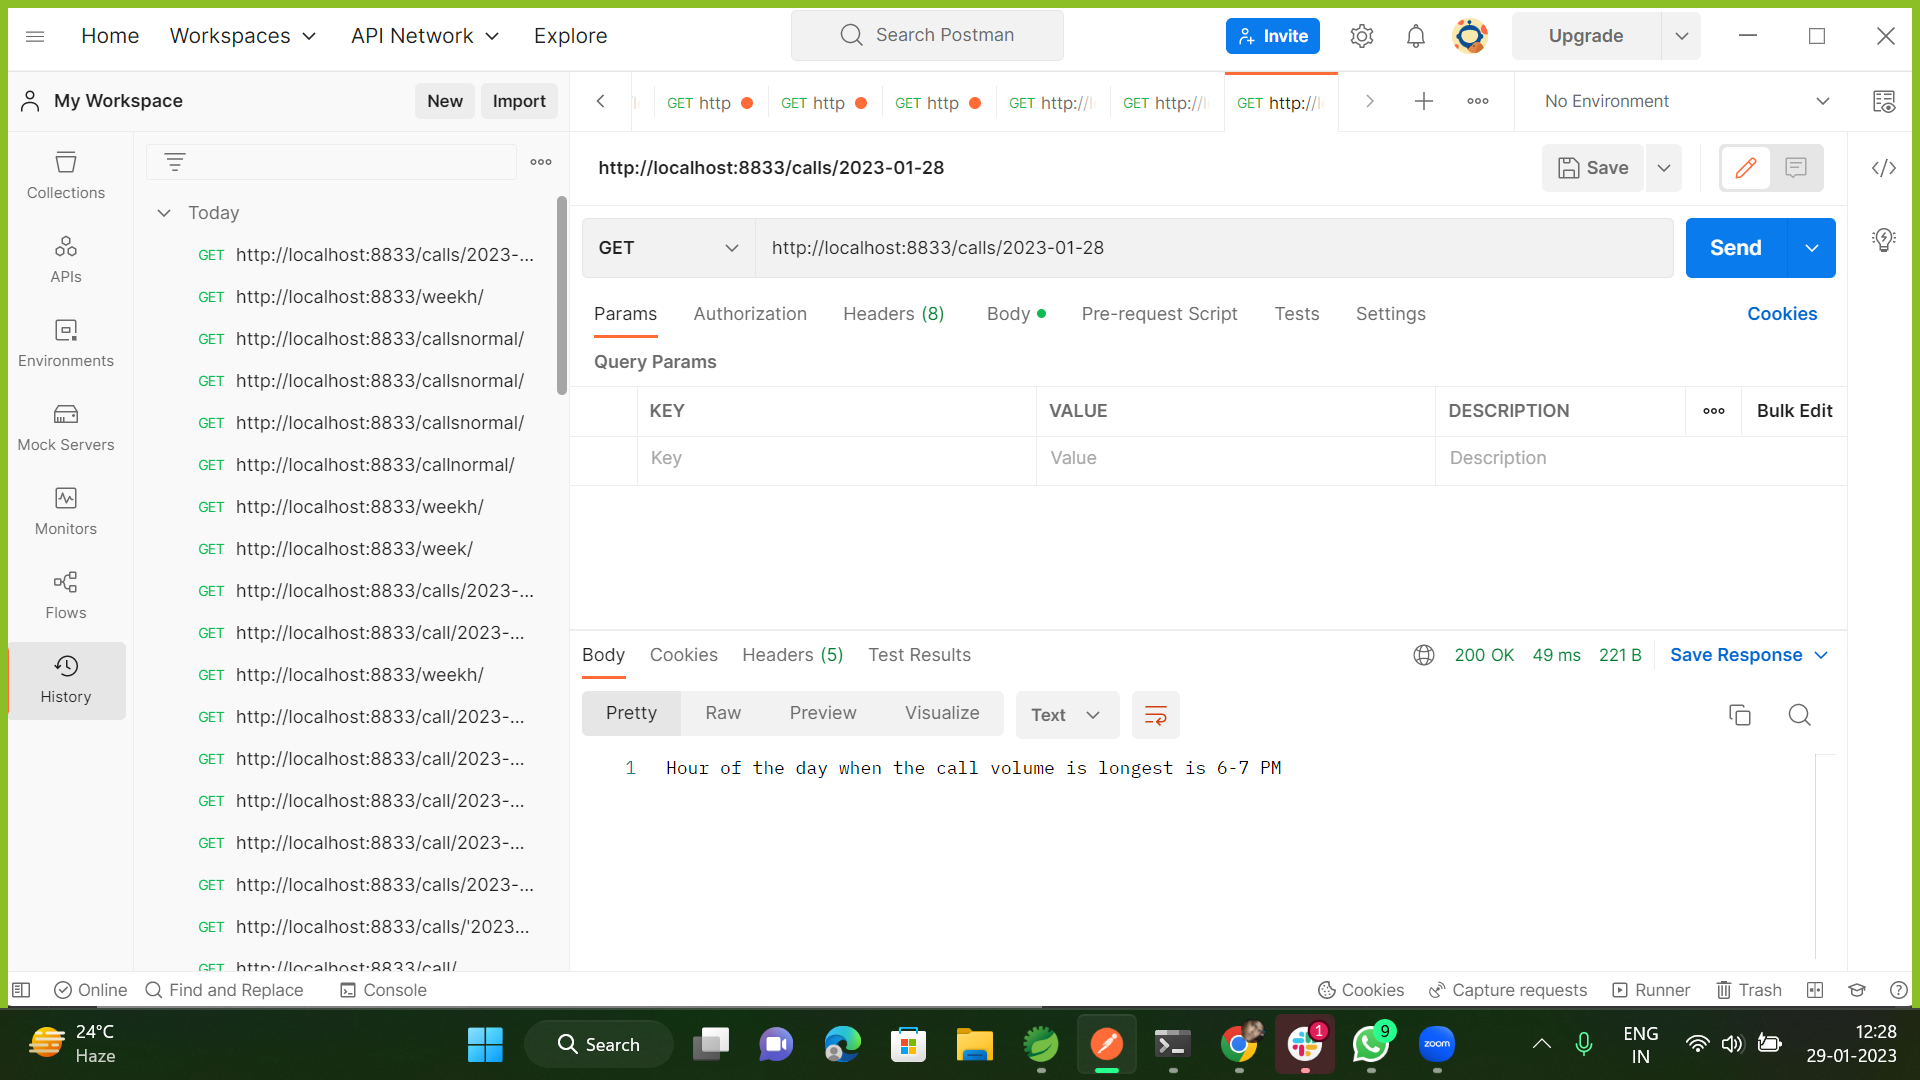 Home
Workspaces
API Network
Explore
Search Postman
Invite
Upgrade
My Workspace
New
Import
GET http
GET http
GET http
GET http://
GET http://
GET http://
No Environment
Collections
APIs
Environments
Mock Servers
Monitors
Flows
History
Today
GET http://localhost:8833/calls/2023-...
GET http://localhost:8833/weekh/
GET http://localhost:8833/callsnormal/
GET http://localhost:8833/callsnormal/
GET http://localhost:8833/callsnormal/
GET http://localhost:8833/callnormal/
GET http://localhost:8833/weekh/
GET http://localhost:8833/week/
GET http://localhost:8833/calls/2023-...
GET http://localhost:8833/call/2023-...
GET http://localhost:8833/weekh/
GET http://localhost:8833/call/2023-...
GET http://localhost:8833/call/2023-...
GET http://localhost:8833/call/2023-...
GET http://localhost:8833/call/2023-...
GET http://localhost:8833/calls/2023-...
GET http://localhost:8833/calls/'2023...
GET http://localhost:8833/call/
http://localhost:8833/calls/2023-01-28
Save
GET
http://localhost:8833/calls/2023-01-28
Send
Params
Authorization
Headers (8)
Body
Pre-request Script
Tests
Settings
Cookies
Query Params
KEY
VALUE
DESCRIPTION
Bulk Edit
Key
Value
Description
Body
Cookies
Headers (5)
Test Results
200 OK
49 ms
221 B
Save Response
Pretty
Raw
Preview
Visualize
Text
1
Hour of the day when the call volume is longest is 6-7 PM
Online
Find and Replace
Console
Cookies
Capture requests
Runner
Trash
24°C
Haze
Search
1
9
zoom
ENG
IN
12:28
29-01-2023